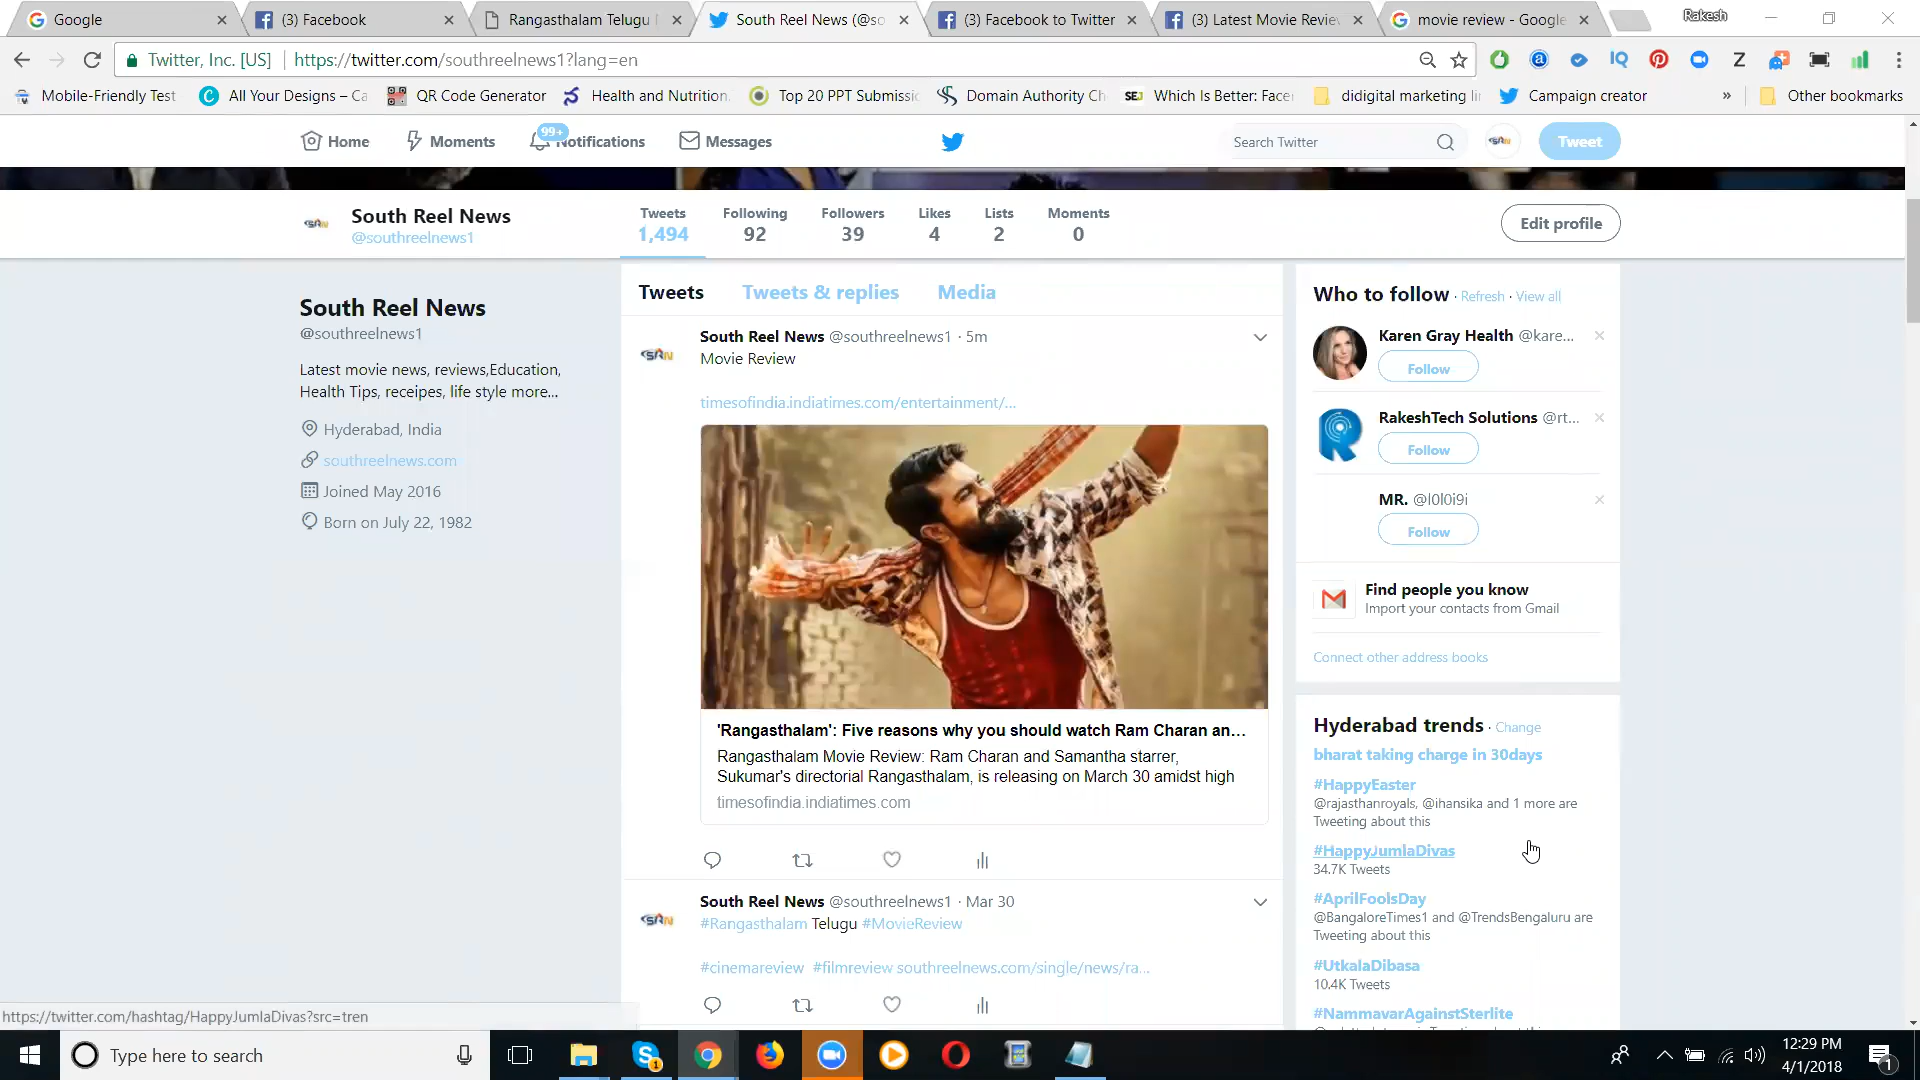 Google
(3) Facebook
Rangasthalam Telugu
South Reel News (@so
(3) Facebook to Twitter
(3) Latest Movie Revie
movie review - Google
Rakesh
Twitter, Inc. [US]
https://twitter.com/southreelnews1?lang=en
Mobile-Friendly Test
All Your Designs – Ca
QR Code Generator
Health and Nutrition
Top 20 PPT Submissio
Domain Authority Ch
SEJ
Which Is Better: Face
didigital marketing li
Campaign creator
»
Other bookmarks
Home
Moments
99+
Notifications
Messages
Search Twitter
Tweet
South Reel News
@southreelnews1
Tweets
1,494
Following
92
Followers
39
Likes
4
Lists
2
Moments
0
Edit profile
South Reel News
@southreelnews1
Latest movie news, reviews,Education,
Health Tips, receipes, life style more...
Hyderabad, India
southreelnews.com
Joined May 2016
Born on July 22, 1982
Tweets
Tweets & replies
Media
SRN
South Reel News @southreelnews1 · 5m
Movie Review
timesofindia.indiatimes.com/entertainment/...
'Rangasthalam': Five reasons why you should watch Ram Charan an...
Rangasthalam Movie Review: Ram Charan and Samantha starrer,
Sukumar's directorial Rangasthalam, is releasing on March 30 amidst high
timesofindia.indiatimes.com
SRN
South Reel News @southreelnews1 · Mar 30
#Rangasthalam Telugu #MovieReview
#cinemareview #filmreview southreelnews.com/single/news/ra...
Who to follow · Refresh · View all
Karen Gray Health @kare...
Follow
RakeshTech Solutions @rt...
Follow
MR. @l0l0i9i
Follow
Find people you know
Import your contacts from Gmail
Connect other address books
Hyderabad trends · Change
bharat taking charge in 30days
#HappyEaster
@rajasthanroyals, @ihansika and 1 more are
Tweeting about this
#HappyJumlaDivas
34.7K Tweets
#AprilFoolsDay
@BangaloreTimes1 and @TrendsBengaluru are
Tweeting about this
#UtkalaDibasa
10.4K Tweets
#NammavarAgainstSterlite
https://twitter.com/hashtag/HappyJumlaDivas?src=tren
Type here to search
12:29 PM
4/1/2018